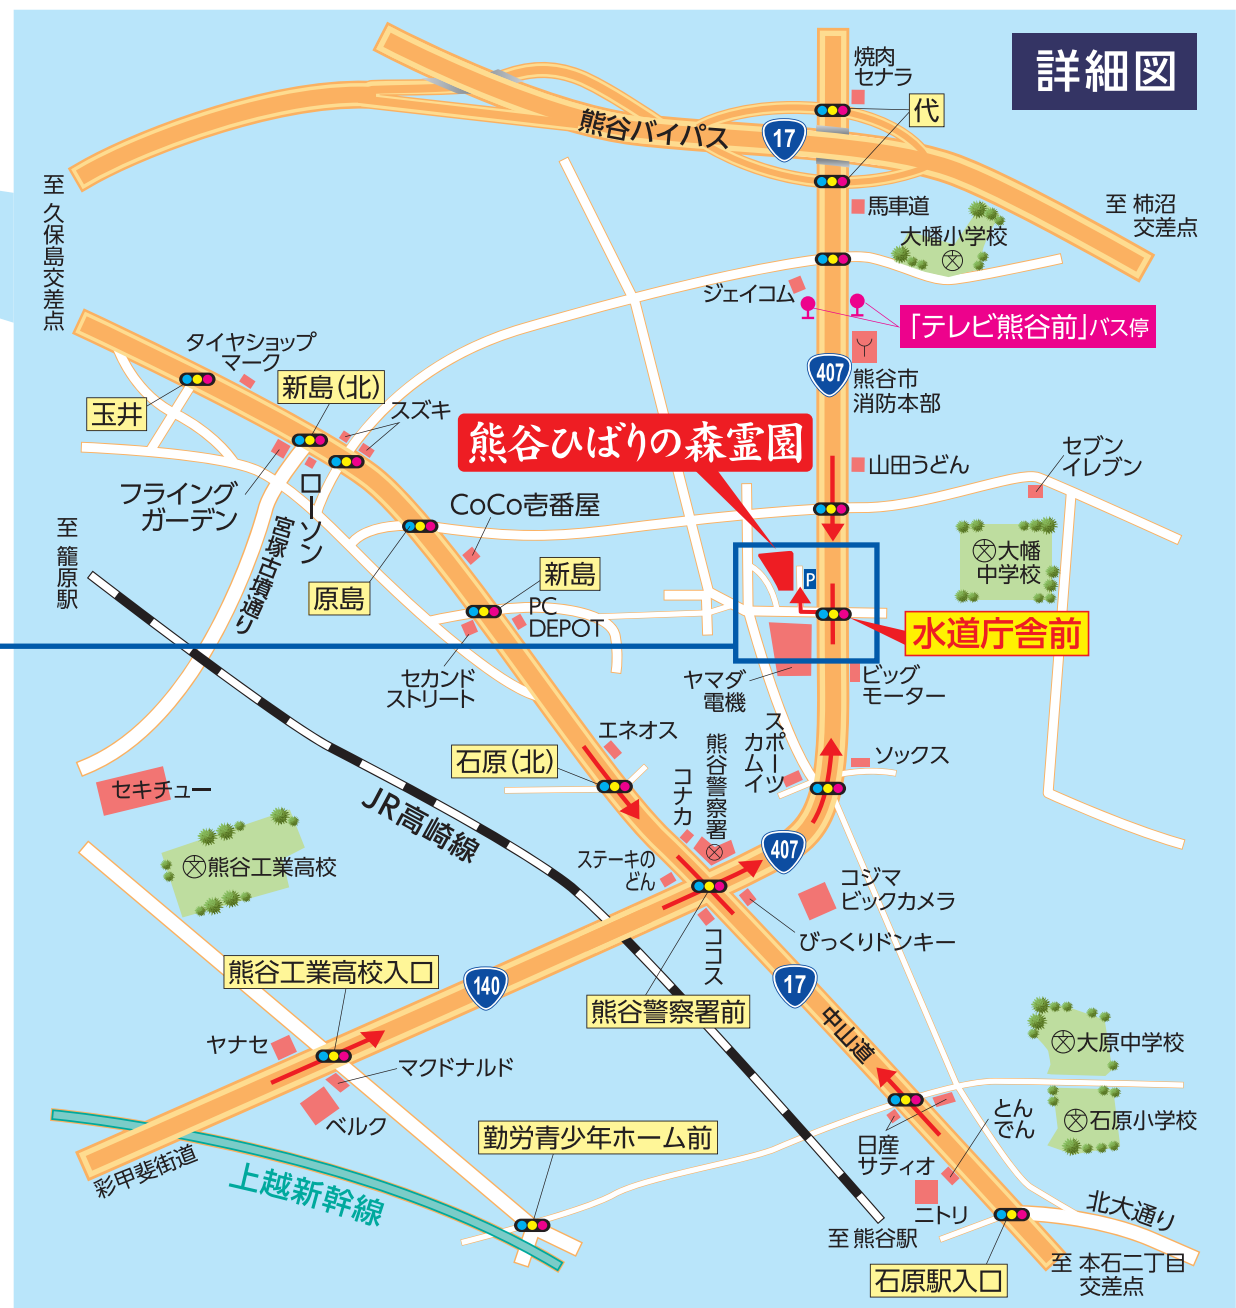 詳細図
焼肉
セナラ
代
熊谷バイパス
17
至 久保島交差点
馬車道
大幡小学校
至 柿沼
交差点
ジェイコム
「テレビ熊谷前」バス停
タイヤショップ
マーク
407
熊谷市
消防本部
玉井
新島(北)
スズキ
熊谷ひばりの森霊園
山田うどん
セブン
イレブン
フライング
ガーデン
ローソン
CoCo壱番屋
宮塚古墳通り
至 籠原駅
原島
新島
PC
DEPOT
P
大幡
中学校
水道庁舎前
セカンド
ストリート
ヤマダ
電機
ビッグ
モーター
エネオス
石原(北)
コナカ
熊谷警察署
スポーツ
カムイ
ソックス
セキチュー
JR高崎線
熊谷工業高校
407
ステーキの
どん
コジマ
ビックカメラ
びっくりドンキー
ココス
熊谷工業高校入口
140
17
熊谷警察署前
中山道
ヤナセ
マクドナルド
ベルク
大原中学校
石原小学校
とん
でん
日産
サティオ
勤労青少年ホーム前
彩甲斐街道
上越新幹線
ニトリ
北大通り
至 熊谷駅
石原駅入口
至 本石二丁目
交差点